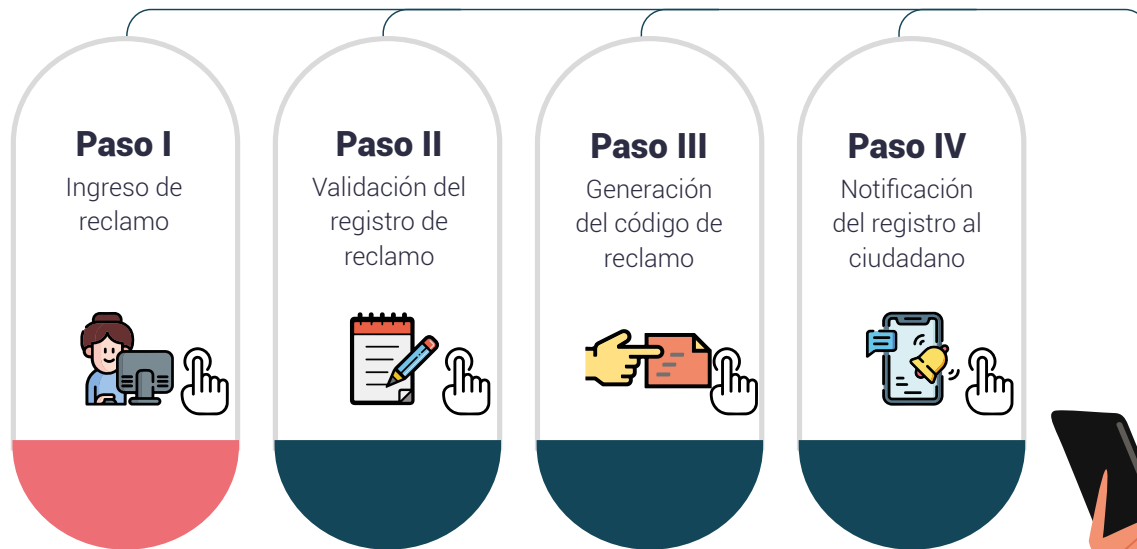 Paso I
Ingreso de
reclamo
Paso II
Validación del
registro de
reclamo
Paso III
Generación
del código de
reclamo
Paso IV
Notificación
del registro al
ciudadano